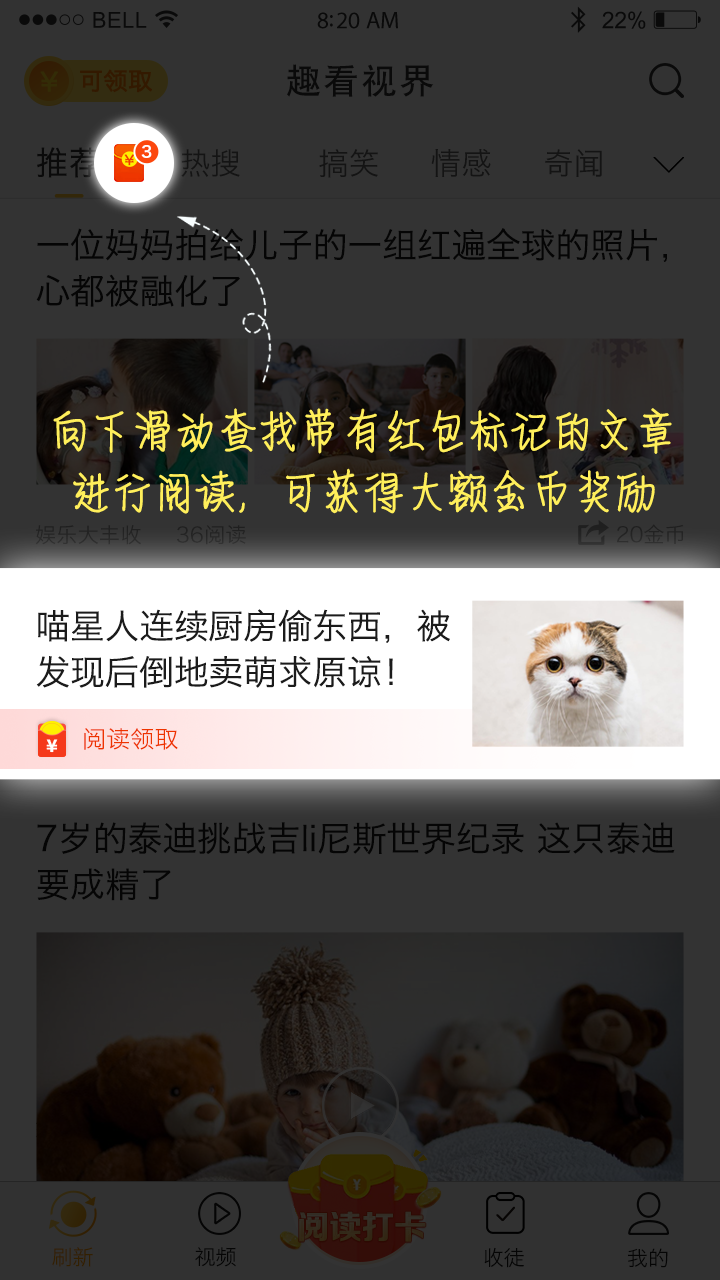 BELL 8:20 AM 22%
¥ 可领取 趣看视界
推荐 ¥ 3 热搜 搞笑 情感 奇闻
一位妈妈拍给儿子的一组红遍全球的照片，
心都被融化了
向下滑动查找带有红包标记的文章
进行阅读，可获得大额金币奖励
娱乐大丰收 36阅读 20金币
喵星人连续厨房偷东西，被
发现后倒地卖萌求原谅！
¥ 阅读领取
7岁的泰迪挑战吉li尼斯世界纪录 这只泰迪
要成精了
¥
阅读打卡
刷新 视频 收徒 我的